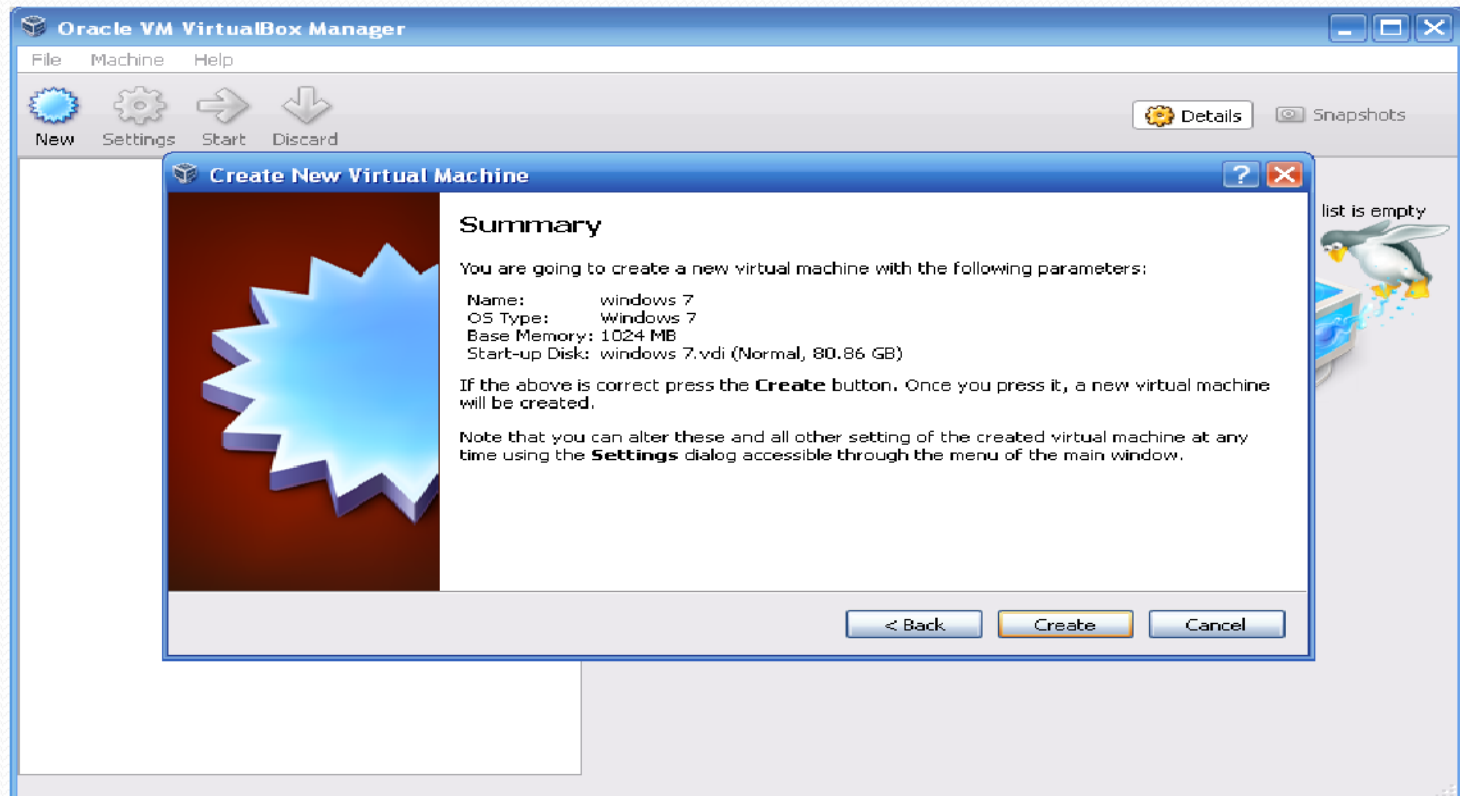 Oracle VM VirtualBox Manager
File Machine Help
New Settings Start Discard
Details Snapshots
Create New Virtual Machine
list is empty
Summary
You are going to create a new virtual machine with the following parameters:
Name: windows 7
OS Type: Windows 7
Base Memory: 1024 MB
Start-up Disk: windows 7.vdi (Normal, 80.86 GB)
If the above is correct press the Create button. Once you press it, a new virtual machine
will be created.
Note that you can alter these and all other setting of the created virtual machine at any
time using the Settings dialog accessible through the menu of the main window.
< Back Create Cancel